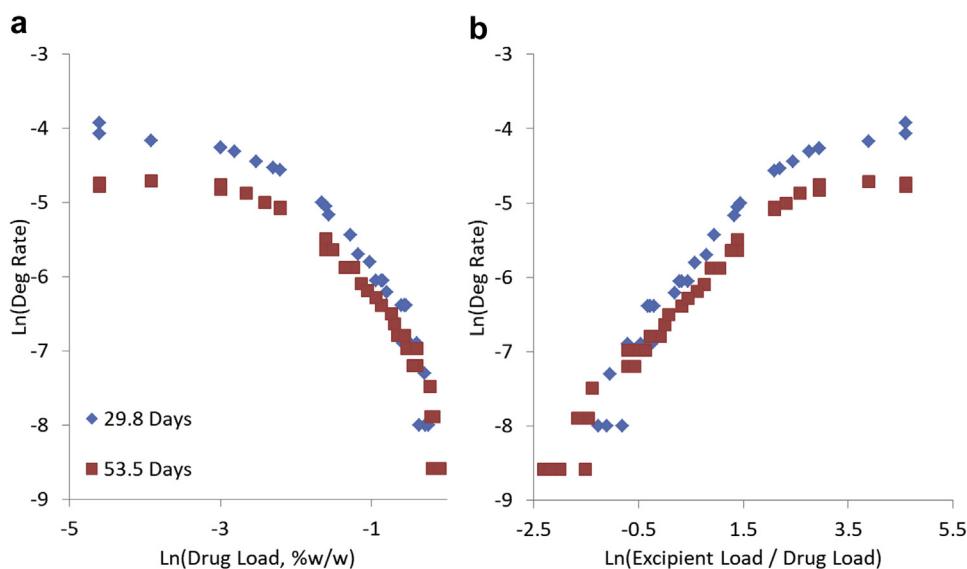 a
b
-3
-4
-5
-6
-7
-8
-9
Ln(Deg Rate)
29.8 Days
53.5 Days
-5
-3
-1
Ln(Drug Load, %w/w)
-3
-4
-5
-6
-7
-8
-9
Ln(Deg Rate)
-2.5
-0.5
1.5
3.5
5.5
Ln(Excipient Load / Drug Load)